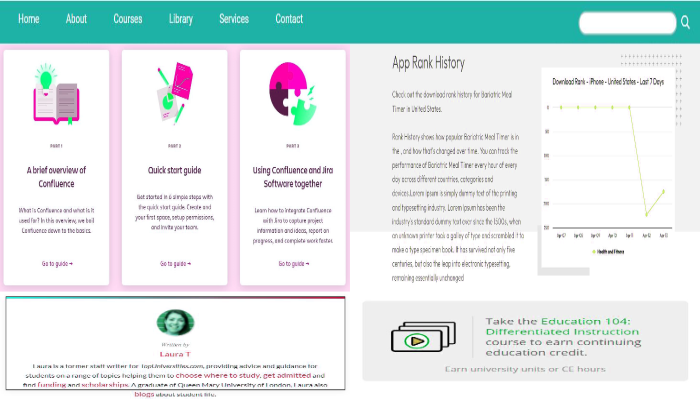 Home About Courses Library Services Contact
PART 1
A brief overview of
Confluence
What is Confluence and what is it
used for? In this overview, we boil
Confluence down to the basics.
Go to guide →
PART 2
Quick start guide
Get started in 6 simple steps with
the quick start guide. Create and
your first space, setup permissions,
and invite your team.
Go to guide →
PART 3
Using Confluence and Jira
Software together
Learn how to integrate Confluence
with Jira to capture project
information and ideas, report on
progress, and complete work faster.
Go to guide →
App Rank History
Check out the download rank history for Bariatric Meal
Timer in United States.
Rank History shows how popular Bariatric Meal Timer is in
the , and how that's changed over time. You can track the
performance of Bariatric Meal Timer every hour of every
day across different countries, categories and
devices.Lorem Ipsum is simply dummy text of the printing
and typesetting industry. Lorem Ipsum has been the
industry's standard dummy text ever since the 1500s, when
an unknown printer took a galley of type and scrambled it to
make a type specimen book. It has survived not only five
centuries, but also the leap into electronic typesetting,
remaining essentially unchanged
Download Rank - iPhone - United States - Last 7 Days
Health and Fitness
Written by
Laura T
Laura is a former staff writer for TopUniversities.com, providing advice and guidance for
students on a range of topics helping them to choose where to study, get admitted and
find funding and scholarships. A graduate of Queen Mary University of London, Laura also
blogs about student life.
Take the Education 104:
Differentiated Instruction
course to earn continuing
education credit.
Earn university units or CE hours